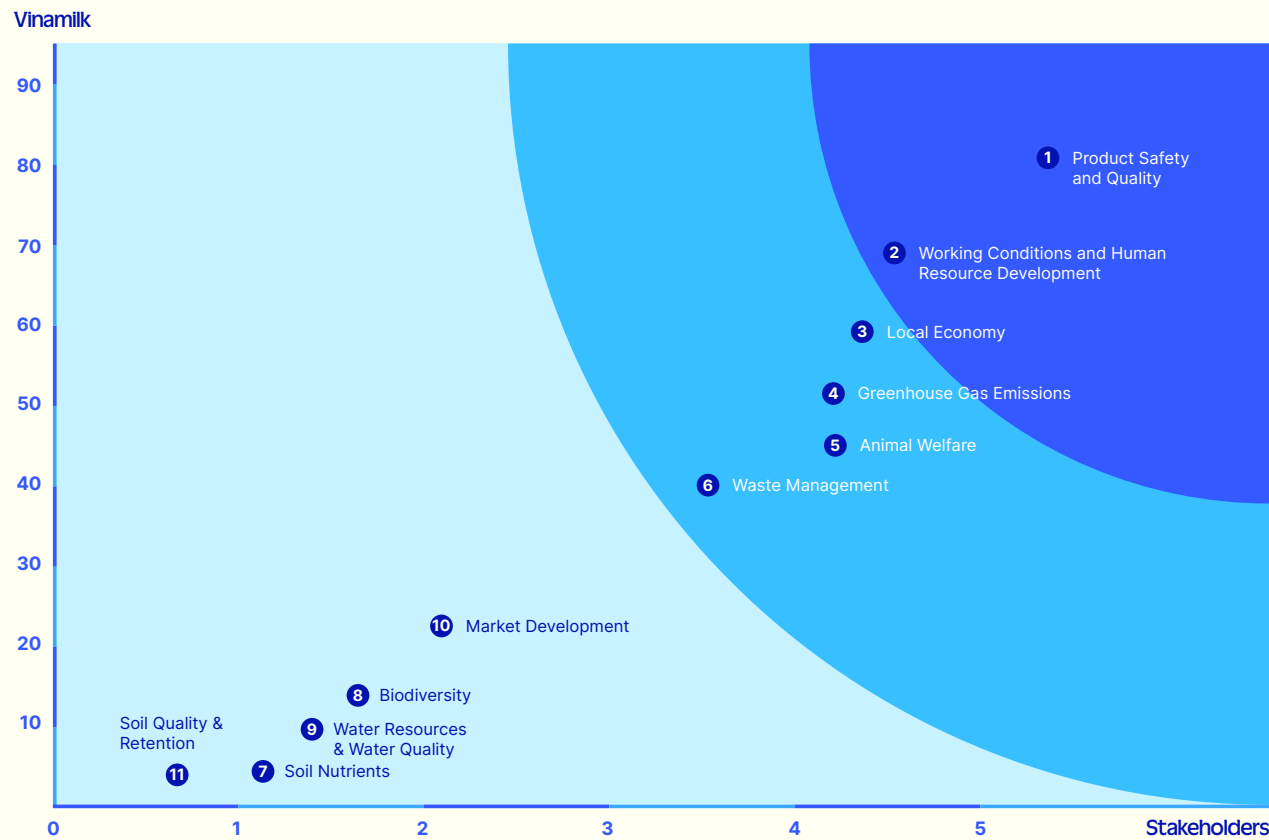 Vinamilk
90
80
70
60
50
40
30
20
10
1
Product Safety
and Quality
2
Working Conditions and Human
Resource Development
3
Local Economy
4
Greenhouse Gas Emissions
5
Animal Welfare
6
Waste Management
10
Market Development
8
Biodiversity
9
Water Resources
& Water Quality
Soil Quality &
Retention
11
7
Soil Nutrients
0
1
2
3
4
5
Stakeholders